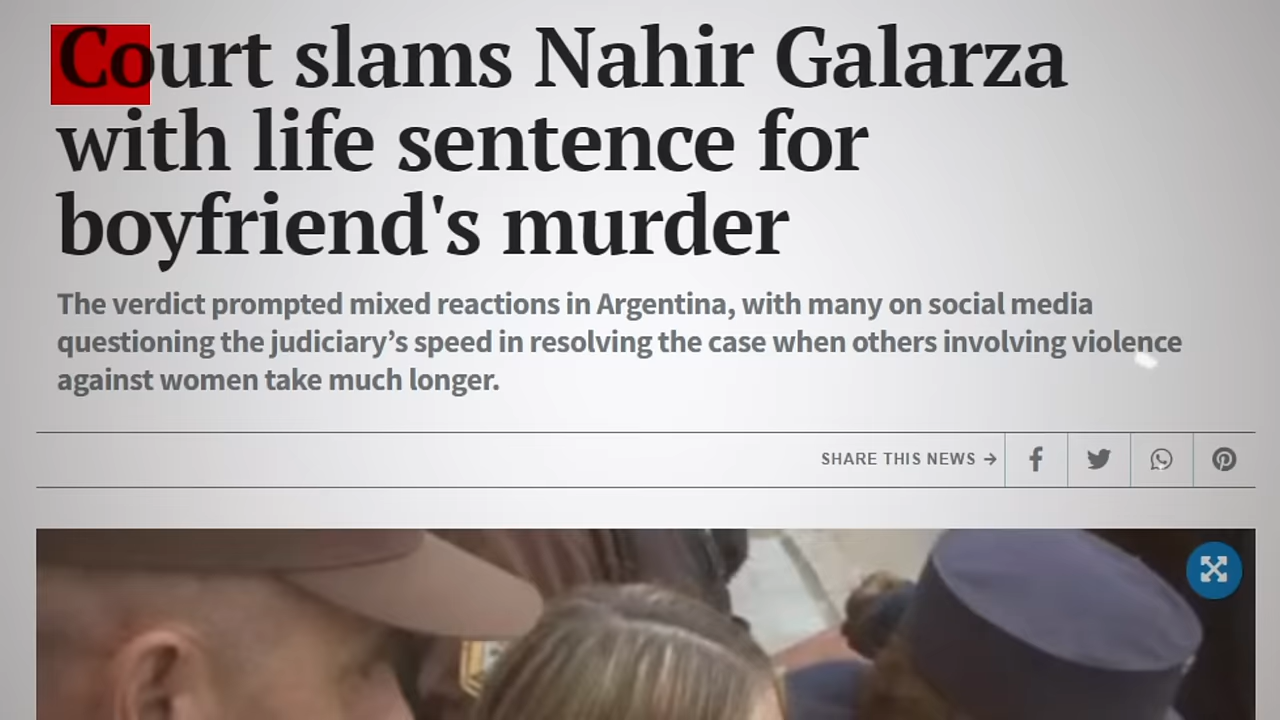 Court slams Nahir Galarza
with life sentence for
boyfriend's murder
The verdict prompted mixed reactions in Argentina, with many on social media
questioning the judiciary’s speed in resolving the case when others involving violence
against women take much longer.
SHARE THIS NEWS →